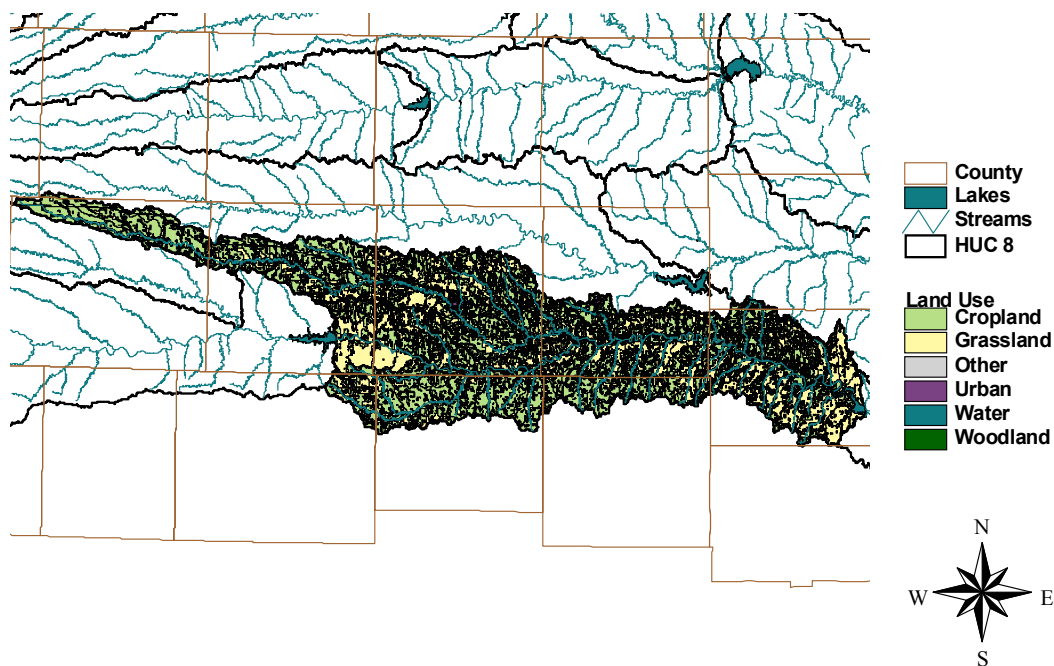 County
Lakes
Streams
HUC 8
Land Use
Cropland
Grassland
Other
Urban
Water
Woodland
N
W E
S